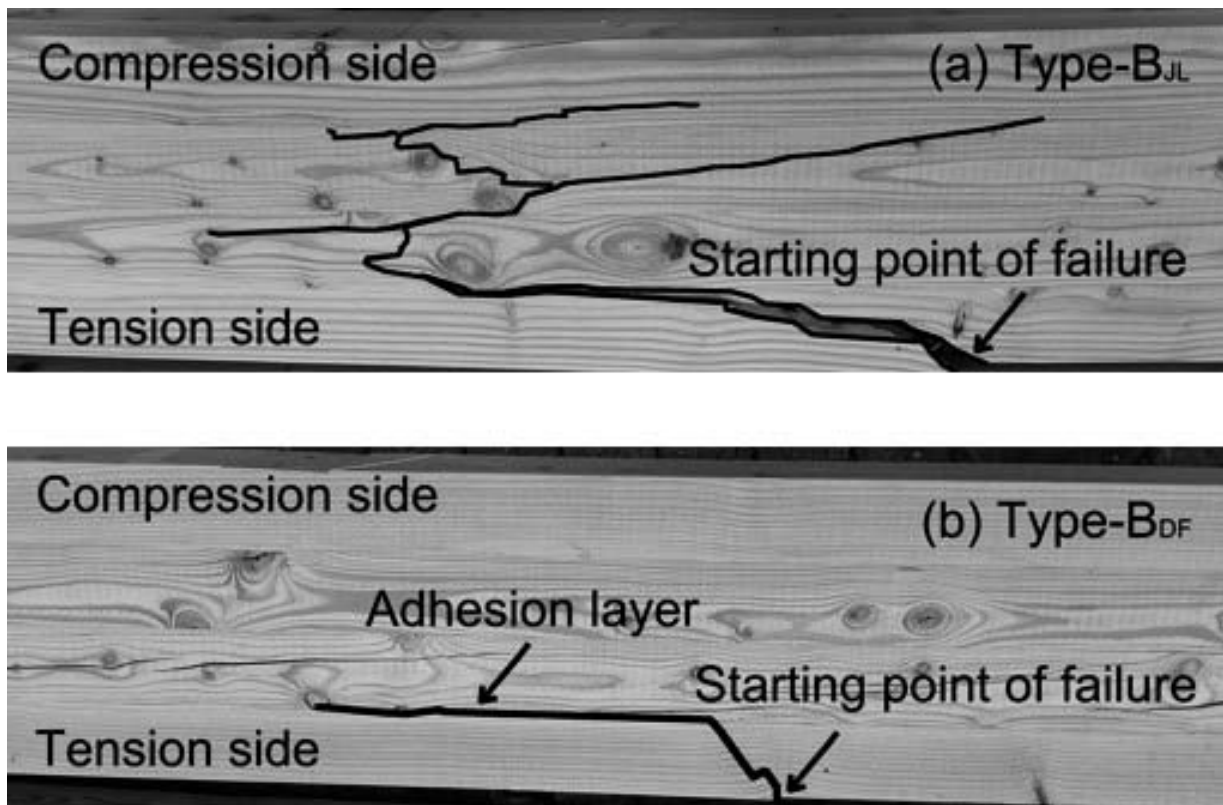 Compression side
(a) Type-BJL
Starting point of failure
Tension side
Compression side
(b) Type-BDF
Adhesion layer
Starting point of failure
Tension side